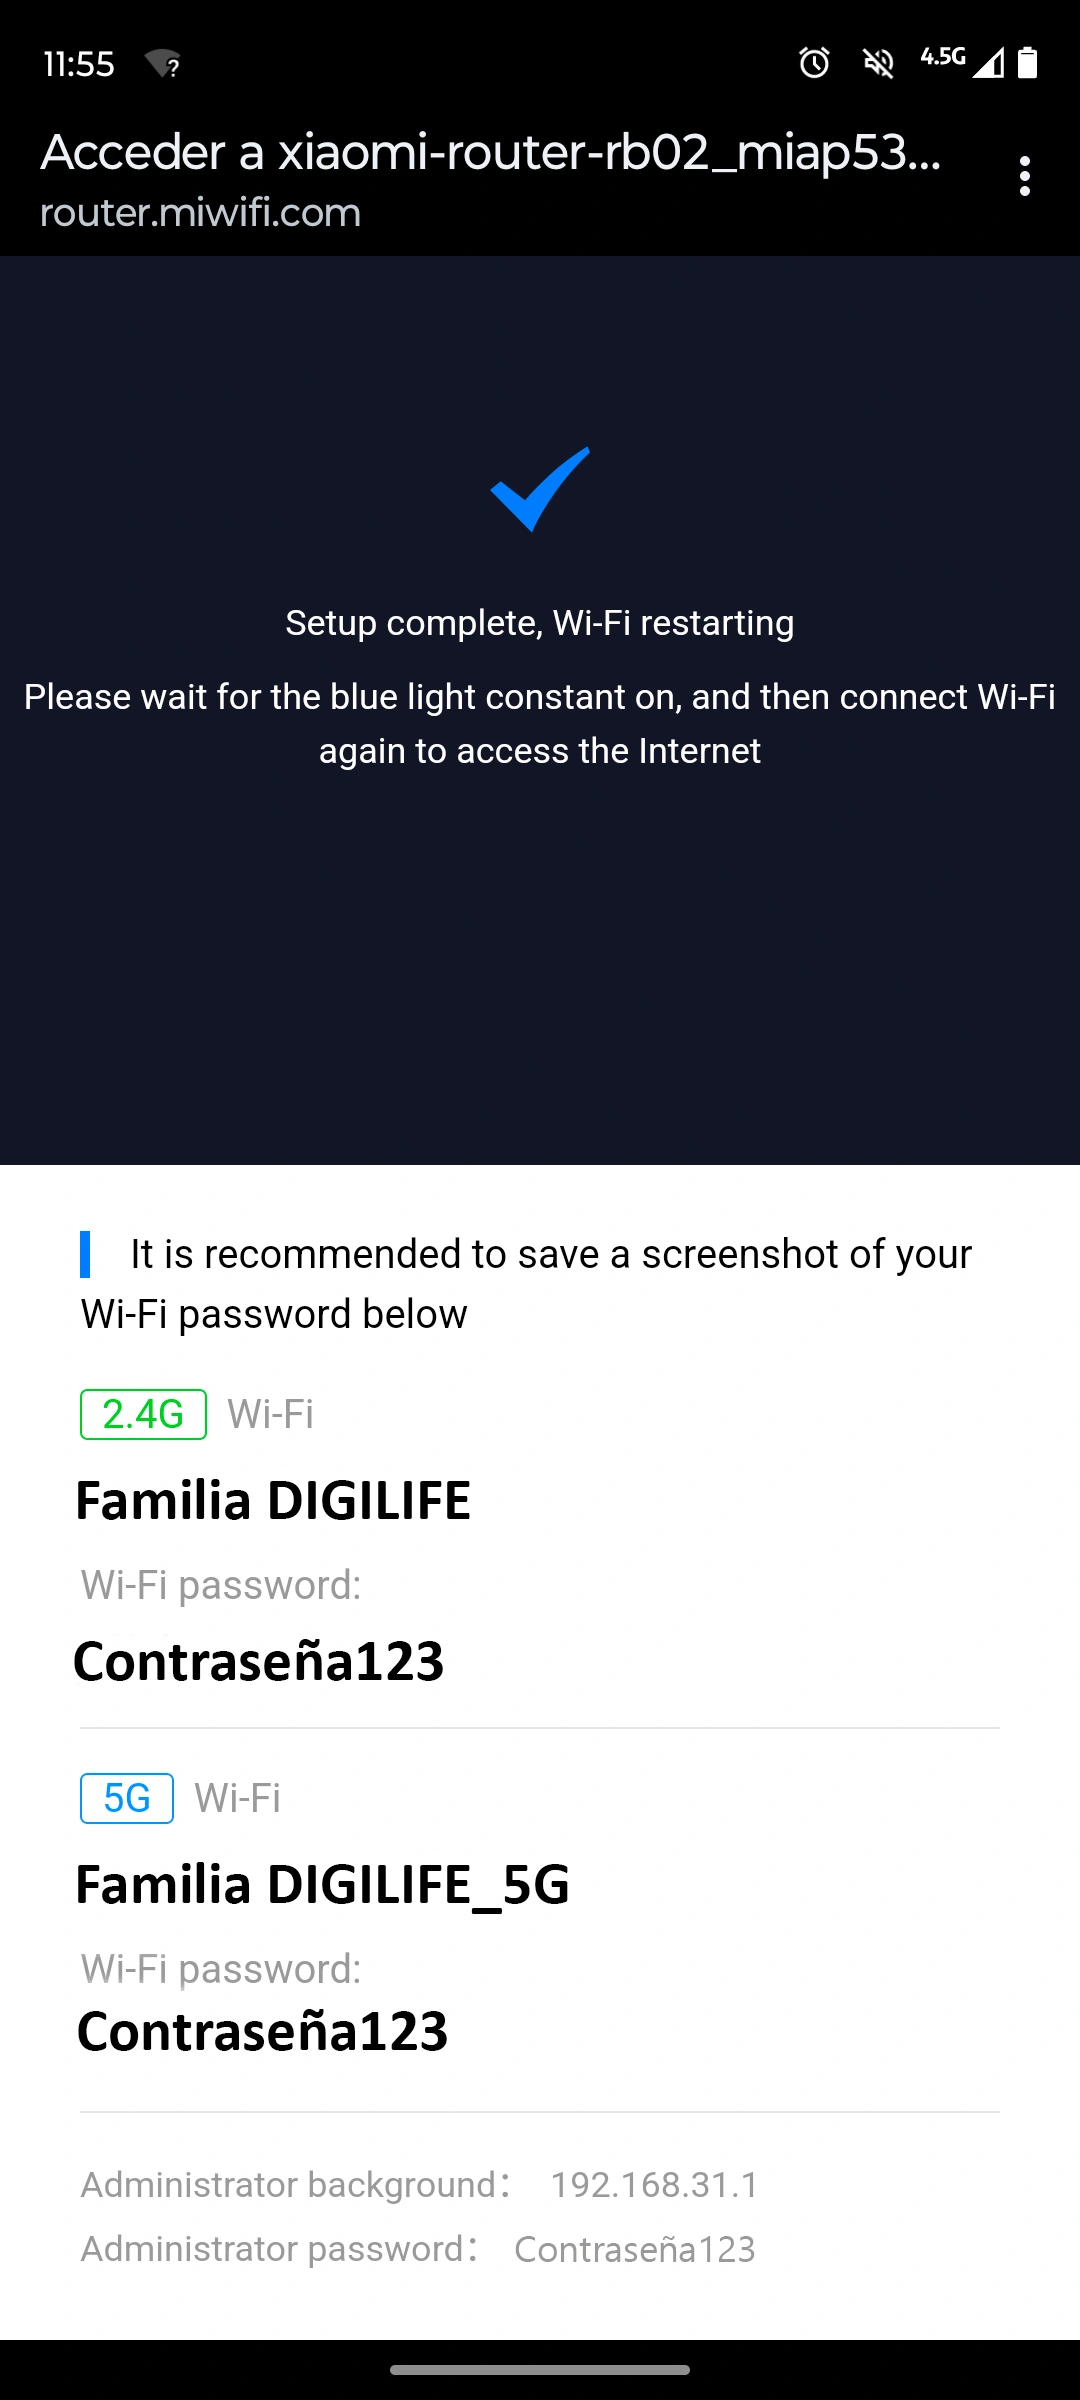 11:55
4.5G
Acceder a xiaomi-router-rb02_miap53...
router.miwifi.com
Setup complete, Wi-Fi restarting
Please wait for the blue light constant on, and then connect Wi-Fi
again to access the Internet
It is recommended to save a screenshot of your
Wi-Fi password below
2.4G Wi-Fi
Familia DIGILIFE
Wi-Fi password:
Contraseña123
5G Wi-Fi
Familia DIGILIFE_5G
Wi-Fi password:
Contraseña123
Administrator background： 192.168.31.1
Administrator password： Contraseña123